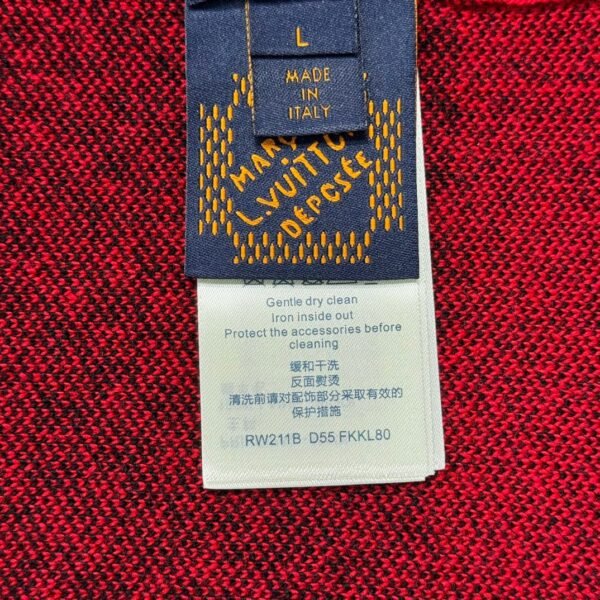 L
MADE
IN
ITALY
L.VUITTON
DÉPOSÉE
Gentle dry clean
Iron inside out
Protect the accessories before
cleaning
缓和干洗
反面熨烫
清洗前请对配饰部分采取有效的
保护措施
RW211B D55 FKKL80